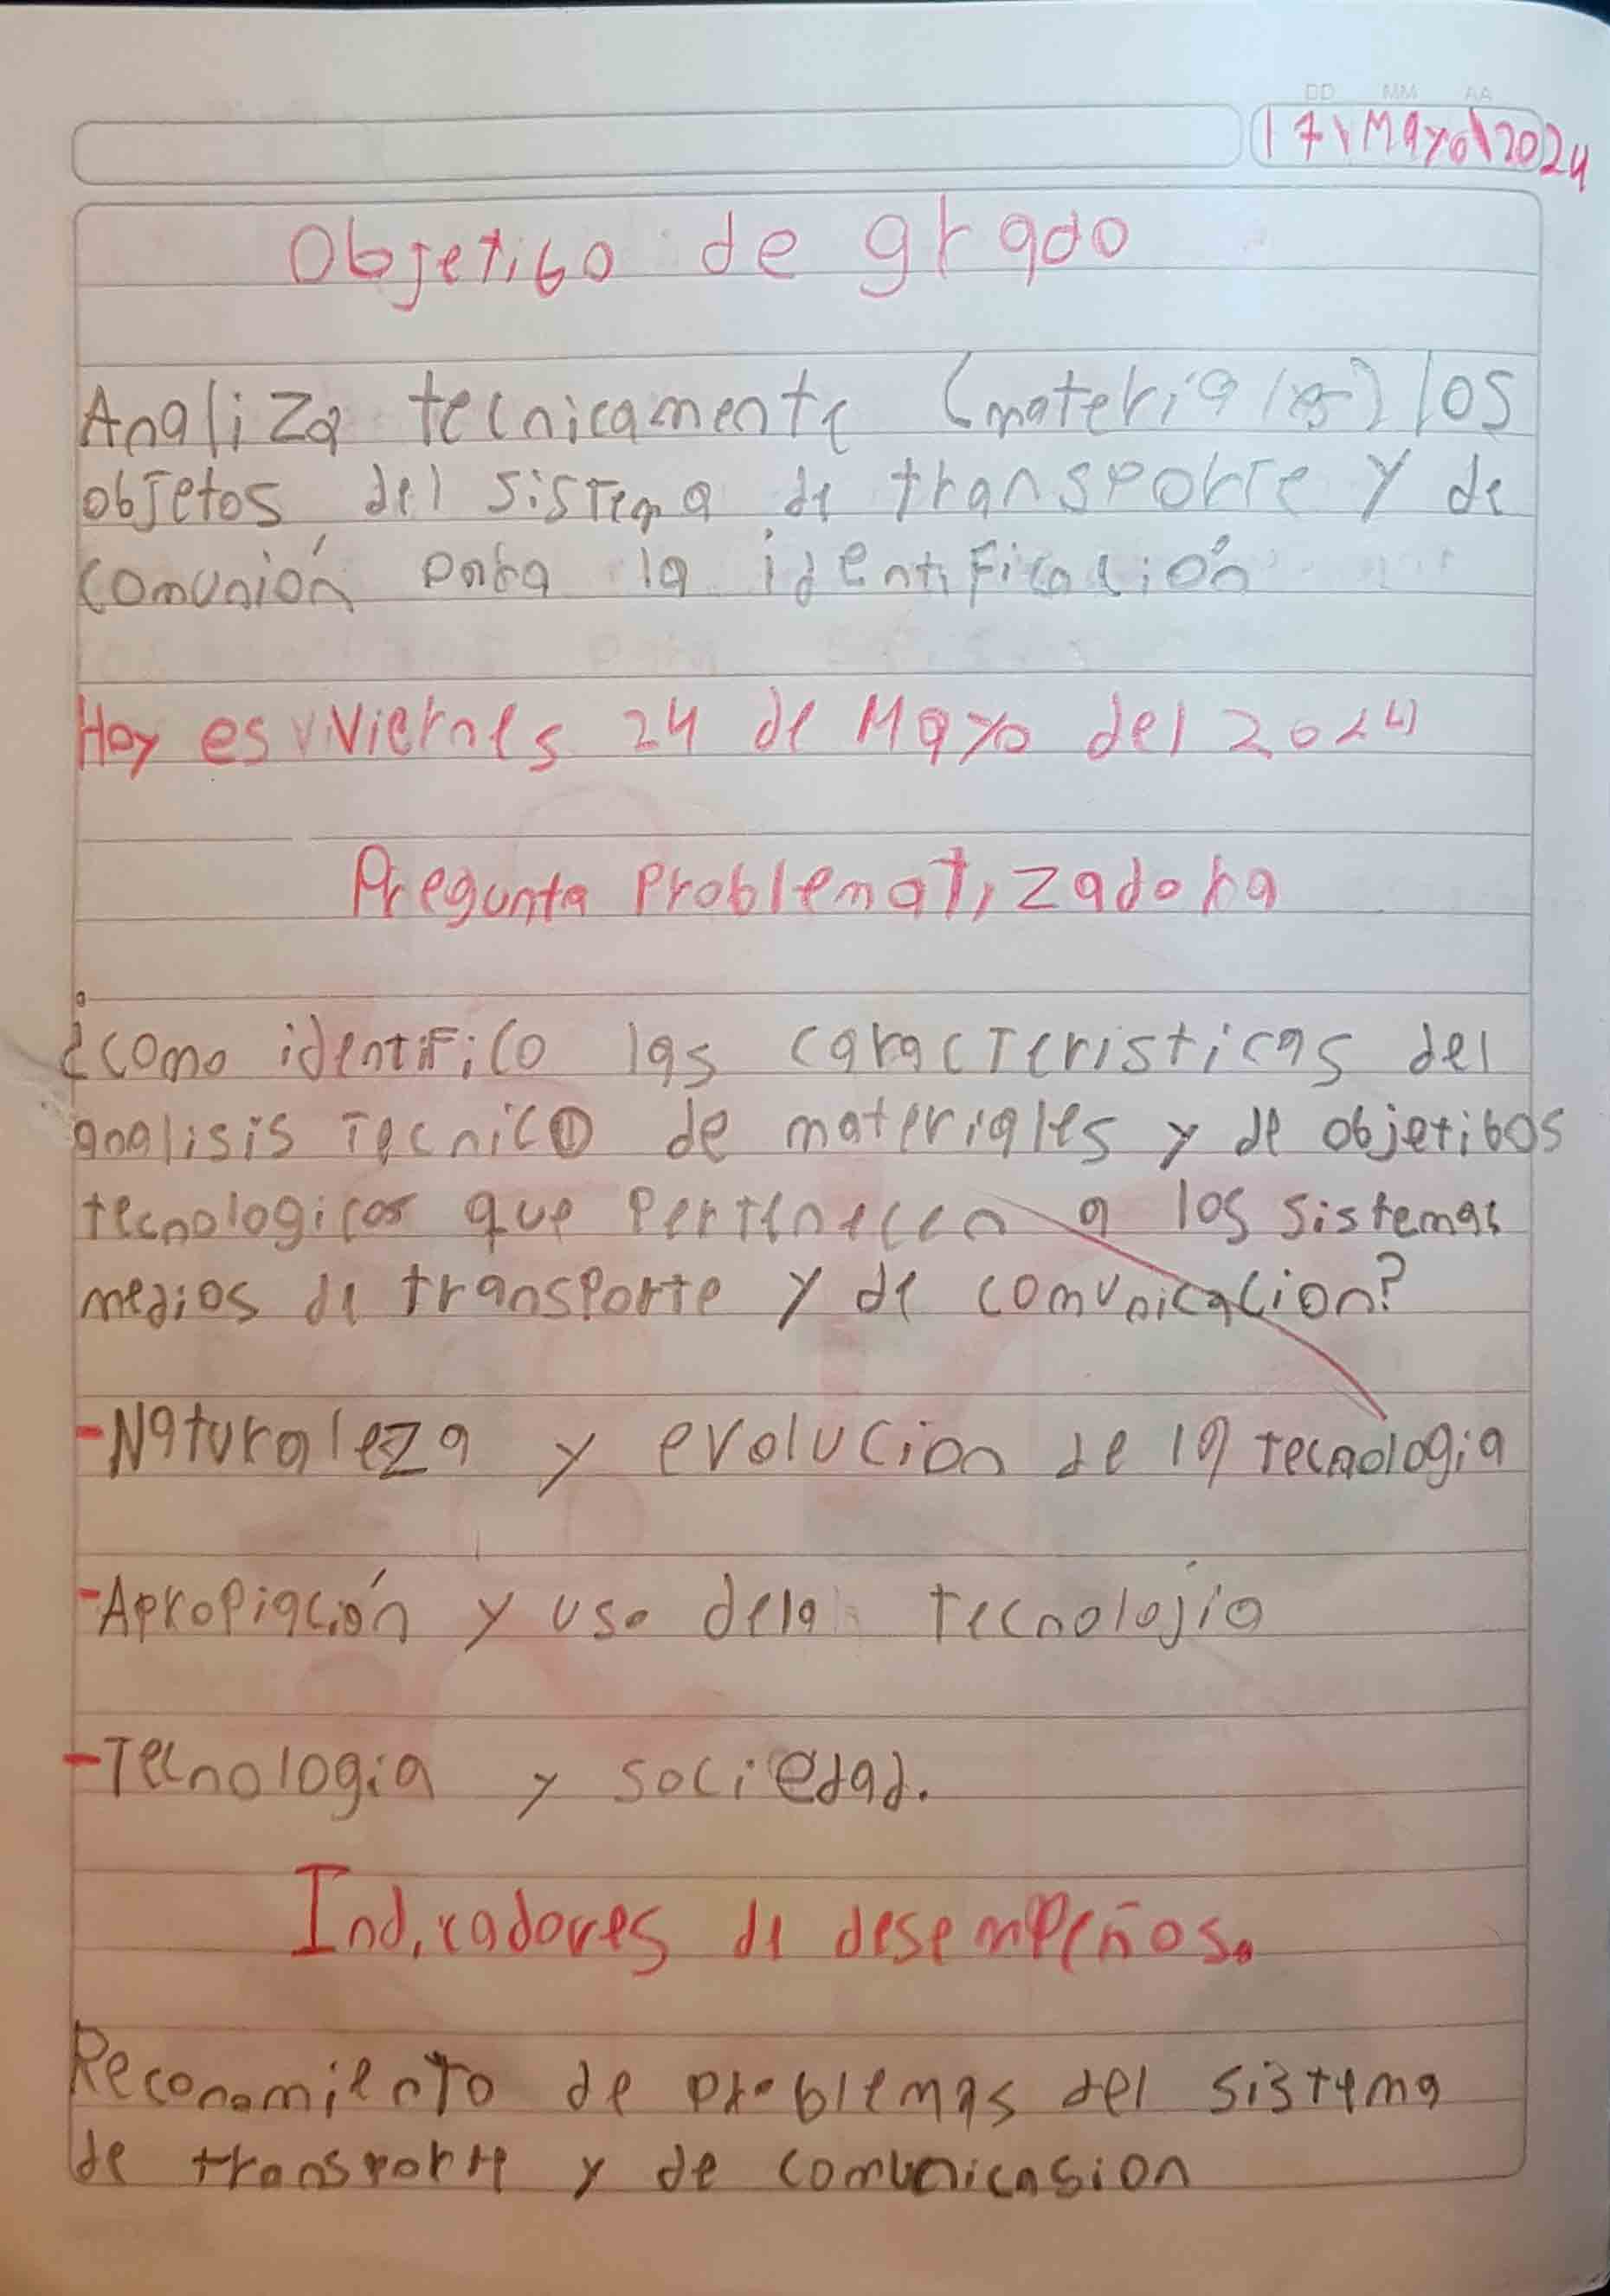 DD MM AA
17\Mayo\2024
Objetibo de grado
Analiza tecnicamente (materiales) los
objetos del sistema de transporte y de
comunión para la identificación
Hoy es Viernes 24 de Mayo del 2024
Pregunta Problematizadora
¿como identifico las caracteristicas del
analisis tecnico de materiales y de objetibos
tecnologicos que pertenecen a los sistemas
medios de transporte y de comunicacion?
-Naturaleza y evolucion de la tecnologia
-Apropiación y uso dela tecnolojia
-Tecnologia y sociedad.
Indicadores de desempeños.
Reconomiento de problemas del sistema
de transporte y de comunicasion